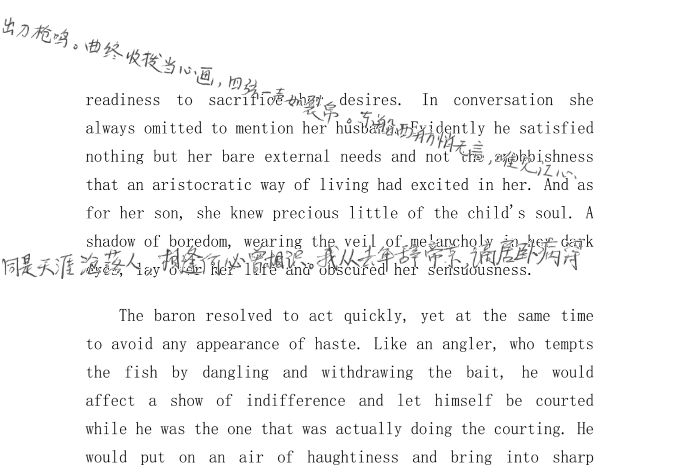 出刀枪鸣。曲终收拨当心画,四弦一声如裂帛。东船西舫悄无言,唯见江心
readiness to sacrifice her desires. In conversation she
always omitted to mention her husband. Evidently he satisfied
nothing but her bare external needs and not the snobbishness
that an aristocratic way of living had excited in her. And as
for her son, she knew precious little of the child's soul. A
shadow of boredom, wearing the veil of melancholy in her dark
同是天涯沦落人,相逢何必曾相识。我从去年辞帝京,谪居卧病浔
eyes, lay over her life and obscured her sensuousness.
The baron resolved to act quickly, yet at the same time
to avoid any appearance of haste. Like an angler, who tempts
the fish by dangling and withdrawing the bait, he would
affect a show of indifference and let himself be courted
while he was the one that was actually doing the courting. He
would put on an air of haughtiness and bring into sharp